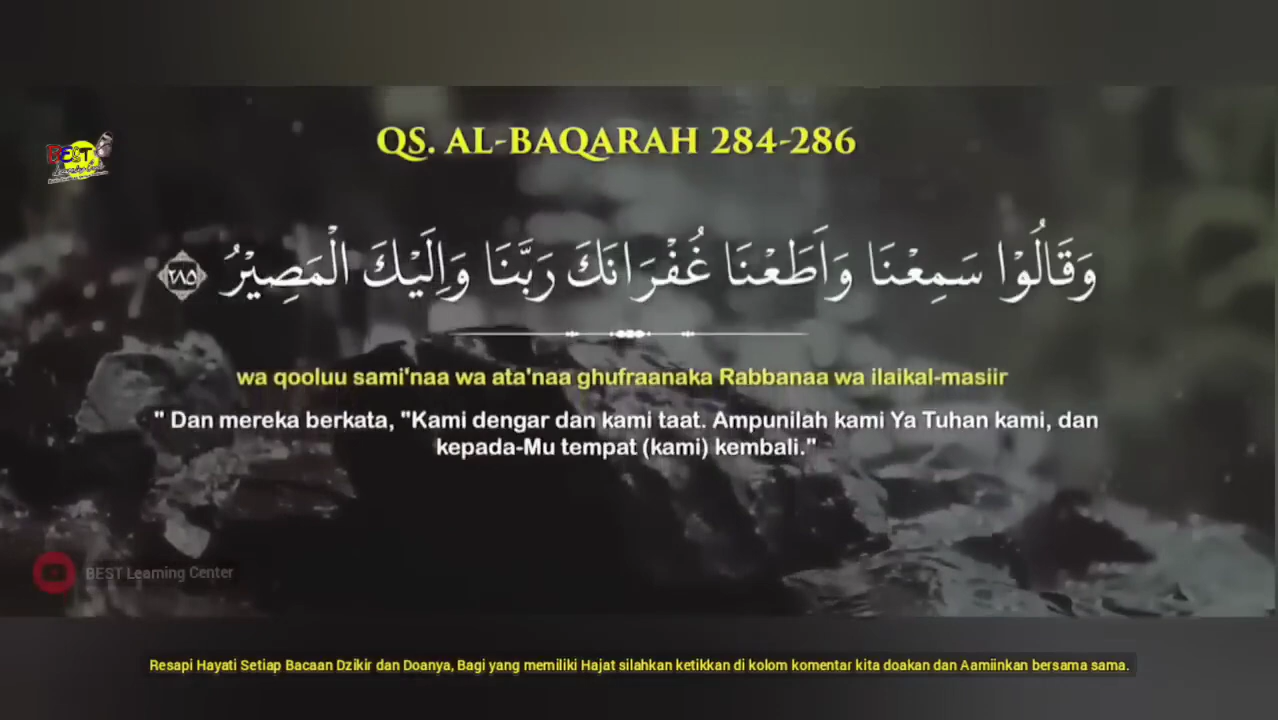 QS. AL-BAQARAH 284-286
BEST
وَقَالُوْا سَمِعْنَا وَاَطَعْنَا غُفْرَانَكَ رَبَّنَا وَاِلَيْكَ الْمَصِيْرُ ٢٨٥
wa qooluu sami'naa wa ata'naa ghufraanaka Rabbanaa wa ilaikal-masiir
" Dan mereka berkata, "Kami dengar dan kami taat. Ampunilah kami Ya Tuhan kami, dan
kepada-Mu tempat (kami) kembali."
BEST Learning Center
Resapi Hayati Setiap Bacaan Dzikir dan Doanya, Bagi yang memiliki Hajat silahkan ketikkan di kolom komentar kita doakan dan Aamiinkan bersama sama.